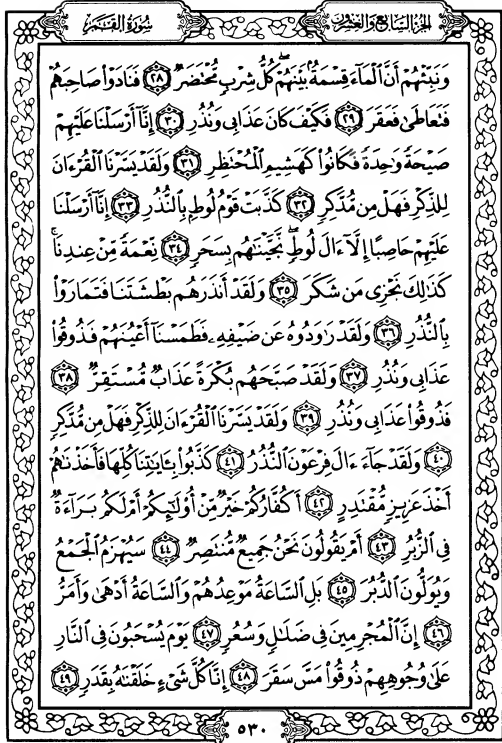 الجزء السابع والعشرون
سورة القمر
وَنَبِّئْهُمْ أَنَّ ٱلْمَآءَ قِسْمَةٌۢ بَيْنَهُمْ ۖ كُلُّ شِرْبٍ مُّحْتَضَرٌ ٢٨ فَنَادَوْا۟ صَاحِبَهُمْ
فَتَعَاطَىٰ فَعَقَرَ ٢٩ فَكَيْفَ كَانَ عَذَابِى وَنُذُرِ ٣٠ إِنَّآ أَرْسَلْنَا عَلَيْهِمْ
صَيْحَةً وَٰحِدَةً فَكَانُوا۟ كَهَشِيمِ ٱلْمُحْتَظِرِ ٣١ وَلَقَدْ يَسَّرْنَا ٱلْقُرْءَانَ
لِلذِّكْرِ فَهَلْ مِن مُّدَّكِرٍ ٣٢ كَذَّبَتْ قَوْمُ لُوطٍۭ بِٱلنُّذُرِ ٣٣ إِنَّآ أَرْسَلْنَا
عَلَيْهِمْ حَاصِبًا إِلَّآ ءَالَ لُوطٍ ۖ نَّجَّيْنَٰهُم بِسَحَرٍ ٣٤ نِّعْمَةً مِّنْ عِندِنَا ۚ
كَذَٰلِكَ نَجْزِى مَن شَكَرَ ٣٥ وَلَقَدْ أَنذَرَهُم بَطْشَتَنَا فَتَمَارَوْا۟
بِٱلنُّذُرِ ٣٦ وَلَقَدْ رَٰوَدُوهُ عَن ضَيْفِهِۦ فَطَمَسْنَآ أَعْيُنَهُمْ فَذُوقُوا۟
عَذَابِى وَنُذُرِ ٣٧ وَلَقَدْ صَبَّحَهُم بُكْرَةً عَذَابٌ مُّسْتَقِرٌّ ٣٨
فَذُوقُوا۟ عَذَابِى وَنُذُرِ ٣٩ وَلَقَدْ يَسَّرْنَا ٱلْقُرْءَانَ لِلذِّكْرِ فَهَلْ مِن مُّدَّكِرٍ
٤٠ وَلَقَدْ جَآءَ ءَالَ فِرْعَوْنَ ٱلنُّذُرُ ٤١ كَذَّبُوا۟ بِـَٔايَٰتِنَا كُلِّهَا فَأَخَذْنَٰهُمْ
أَخْذَ عَزِيزٍ مُّقْتَدِرٍ ٤٢ أَكُفَّارُكُمْ خَيْرٌ مِّنْ أُو۟لَٰٓئِكُمْ أَمْ لَكُم بَرَآءَةٌ
فِى ٱلزُّبُرِ ٤٣ أَمْ يَقُولُونَ نَحْنُ جَمِيعٌ مُّنتَصِرٌ ٤٤ سَيُهْزَمُ ٱلْجَمْعُ
وَيُوَلُّونَ ٱلدُّبُرَ ٤٥ بَلِ ٱلسَّاعَةُ مَوْعِدُهُمْ وَٱلسَّاعَةُ أَدْهَىٰ وَأَمَرُّ
٤٦ إِنَّ ٱلْمُجْرِمِينَ فِى ضَلَٰلٍ وَسُعُرٍ ٤٧ يَوْمَ يُسْحَبُونَ فِى ٱلنَّارِ
عَلَىٰ وُجُوهِهِمْ ذُوقُوا۟ مَسَّ سَقَرَ ٤٨ إِنَّا كُلَّ شَىْءٍ خَلَقْنَٰهُ بِقَدَرٍ ٤٩
٥٣٠